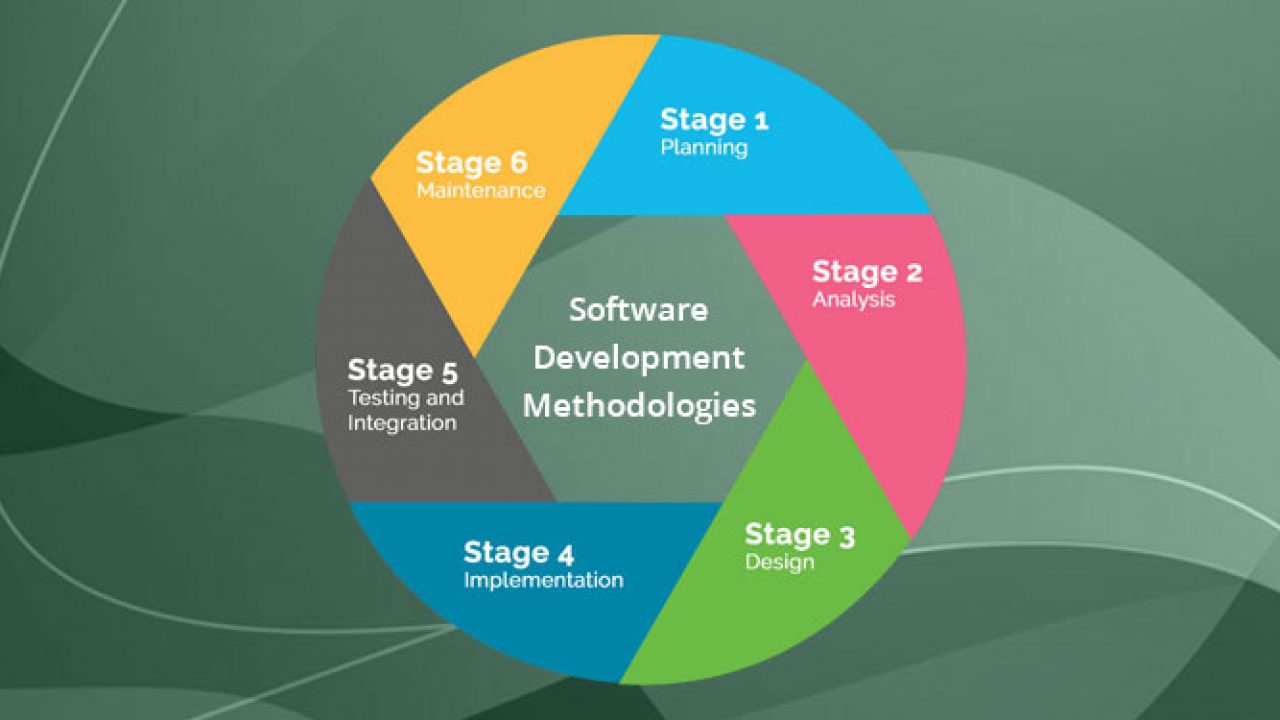 Stage 1
Planning
Stage 2
Analysis
Stage 3
Design
Stage 4
Implementation
Stage 5
Testing and
Integration
Stage 6
Maintenance
Software
Development
Methodologies